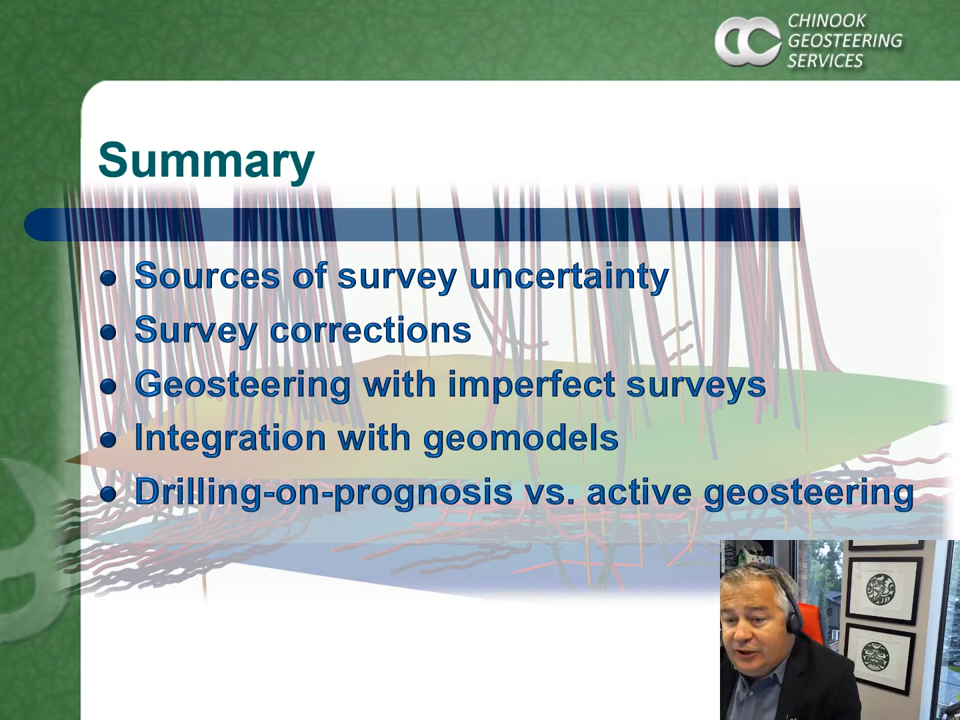 CHINOOK
GEOSTEERING
SERVICES
Summary
Sources of survey uncertainty
Survey corrections
Geosteering with imperfect surveys
Integration with geomodels
Drilling-on-prognosis vs. active geosteering